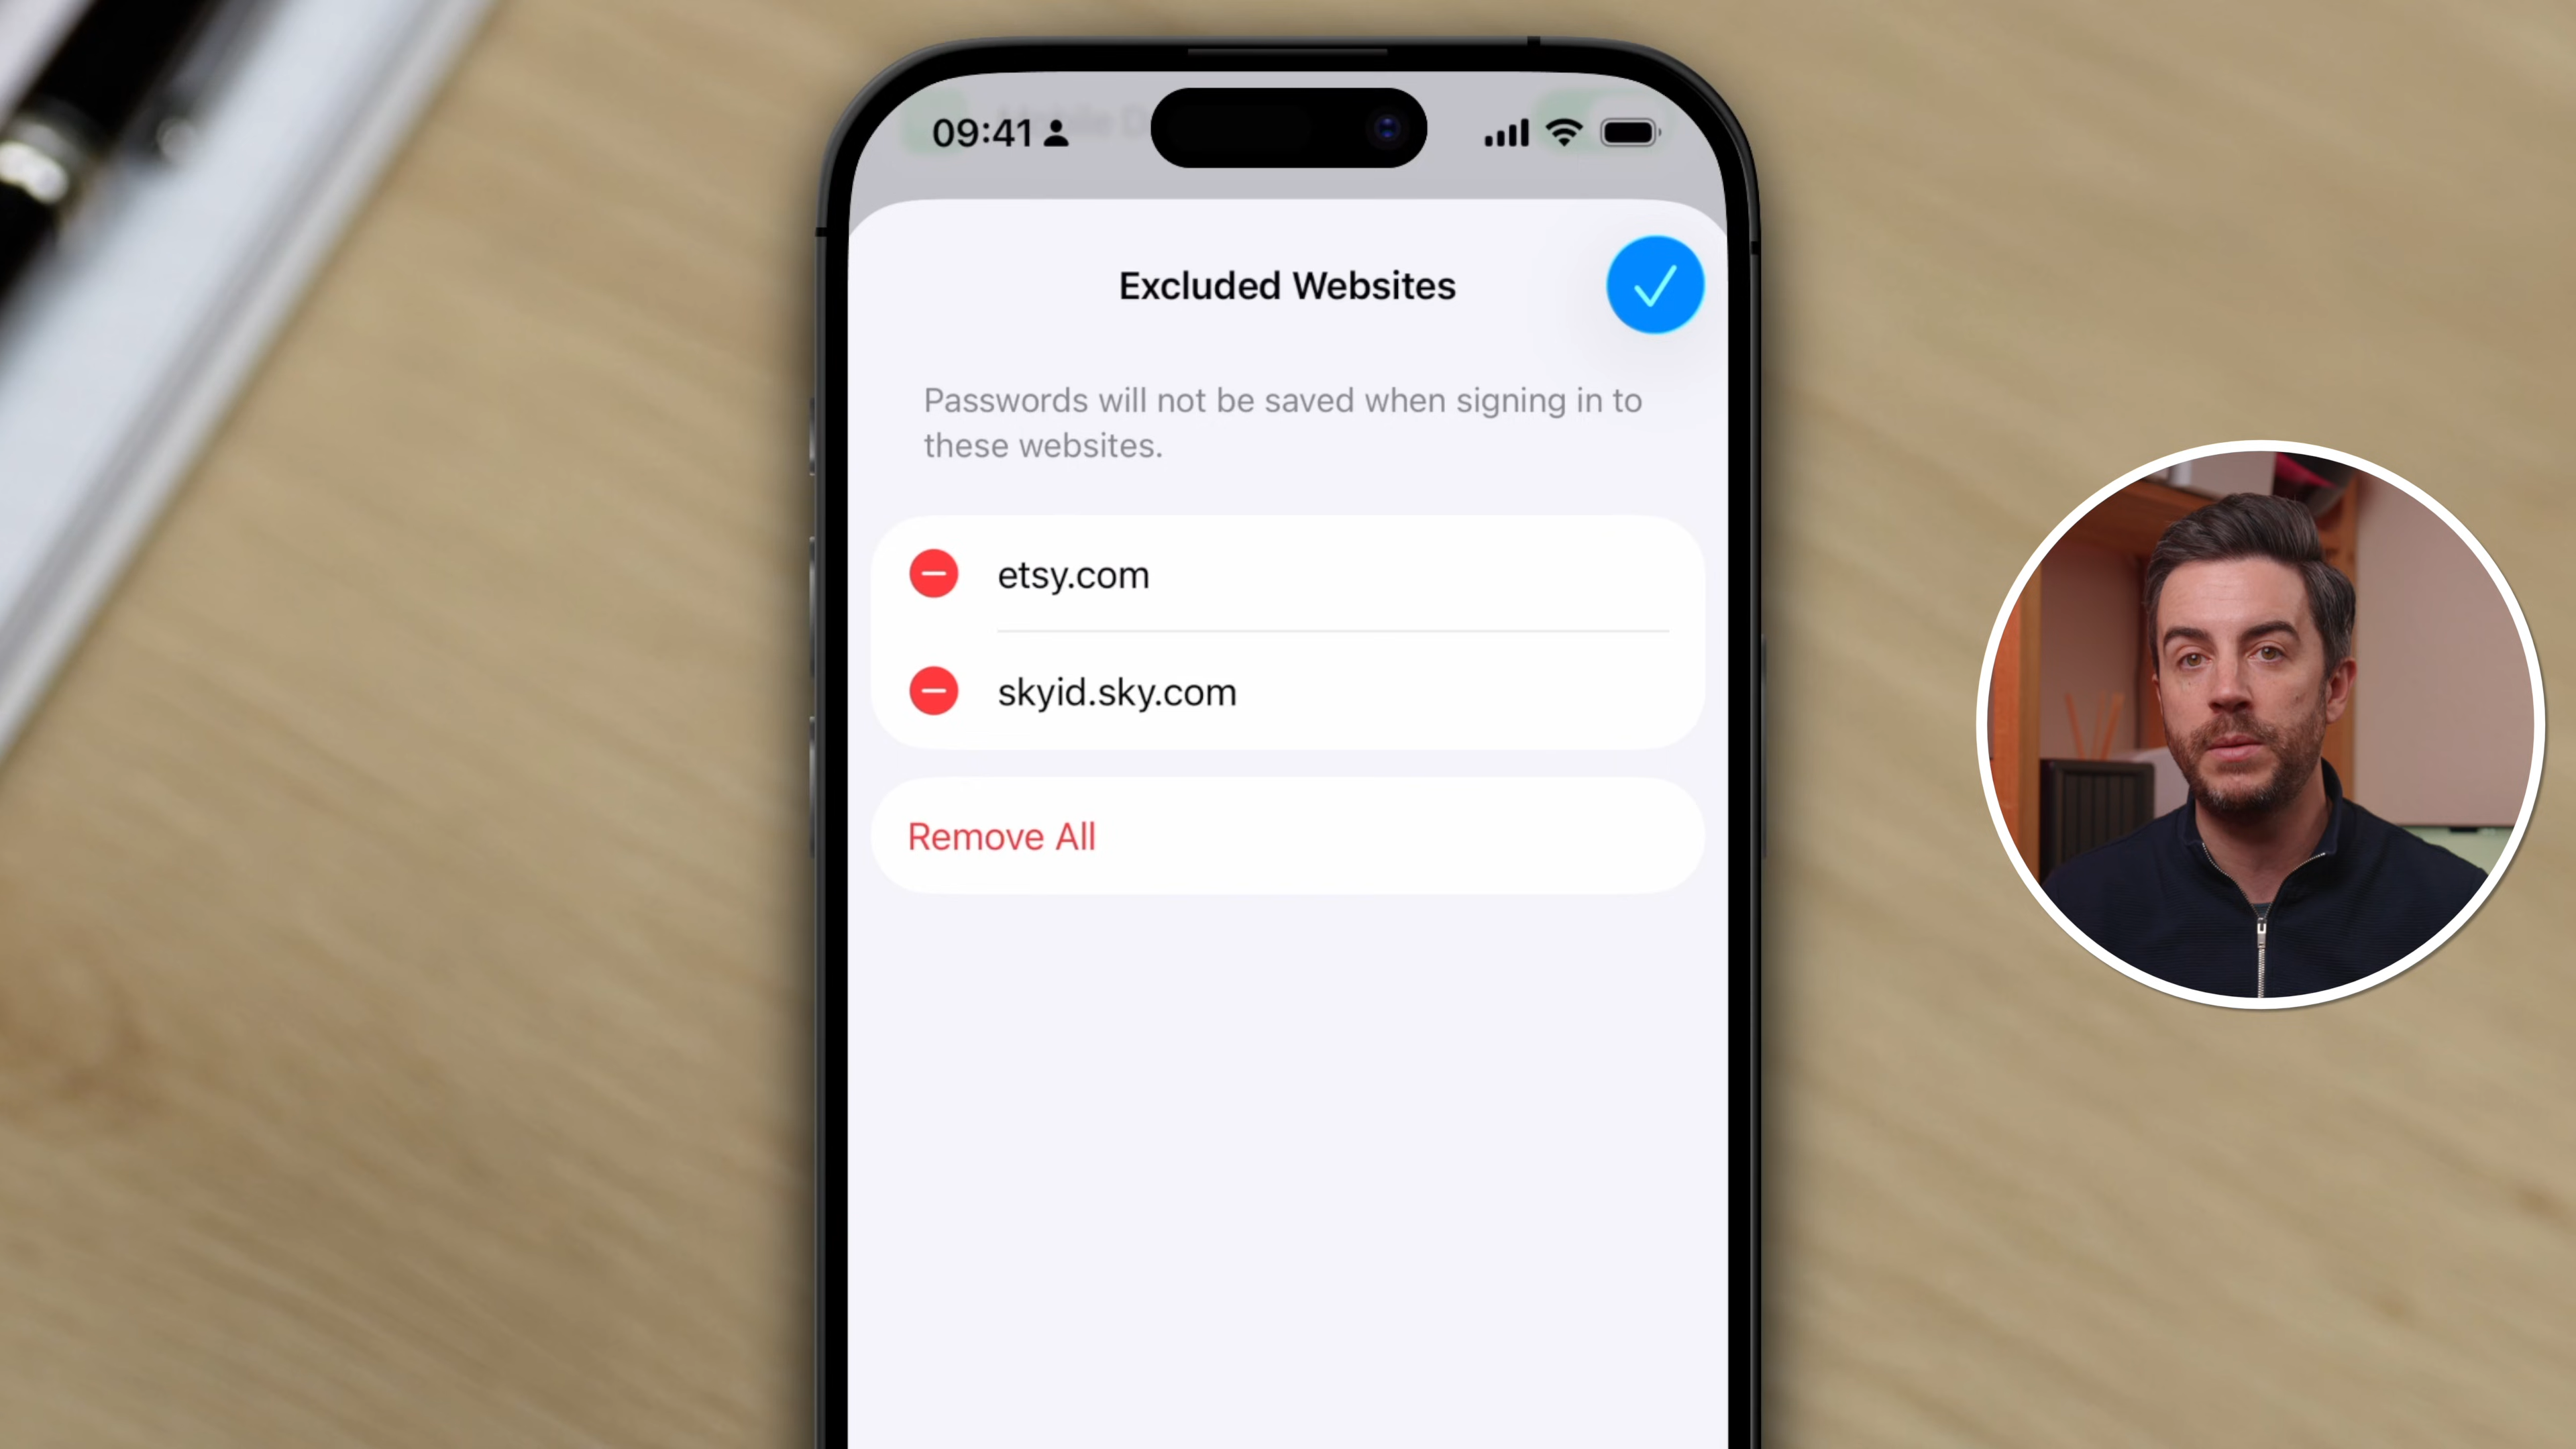 09:41
Excluded Websites
Passwords will not be saved when signing in to
these websites.
etsy.com
skyid.sky.com
Remove All